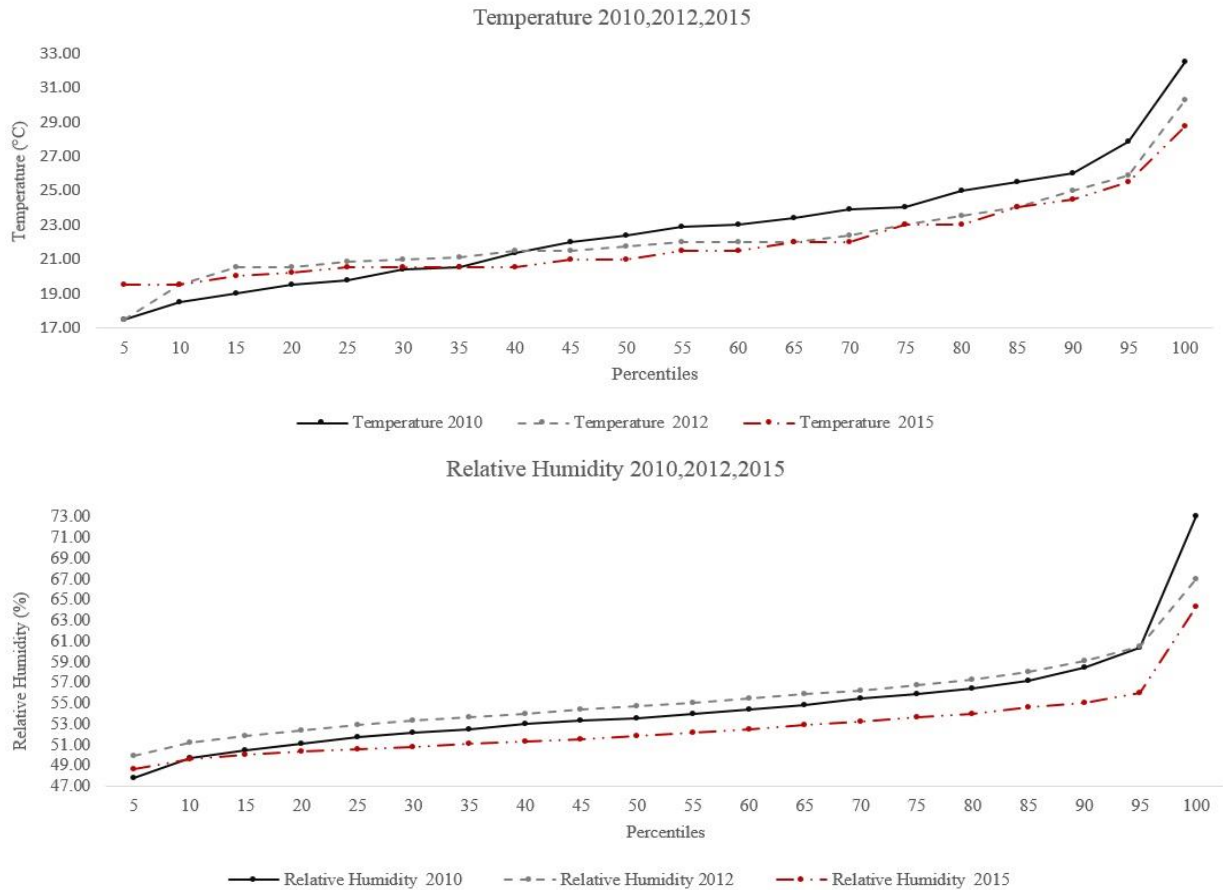 Temperature 2010,2012,2015
33.00
31.00
29.00
27.00
25.00
23.00
21.00
19.00
17.00
Temperature (°C)
5 10 15 20 25 30 35 40 45 50 55 60 65 70 75 80 85 90 95 100
Percentiles
Temperature 2010 Temperature 2012 Temperature 2015
Relative Humidity 2010,2012,2015
73.00
71.00
69.00
67.00
65.00
63.00
61.00
59.00
57.00
55.00
53.00
51.00
49.00
47.00
Relative Humidity (%)
5 10 15 20 25 30 35 40 45 50 55 60 65 70 75 80 85 90 95 100
Percentiles
Relative Humidity 2010 Relative Humidity 2012 Relative Humidity 2015